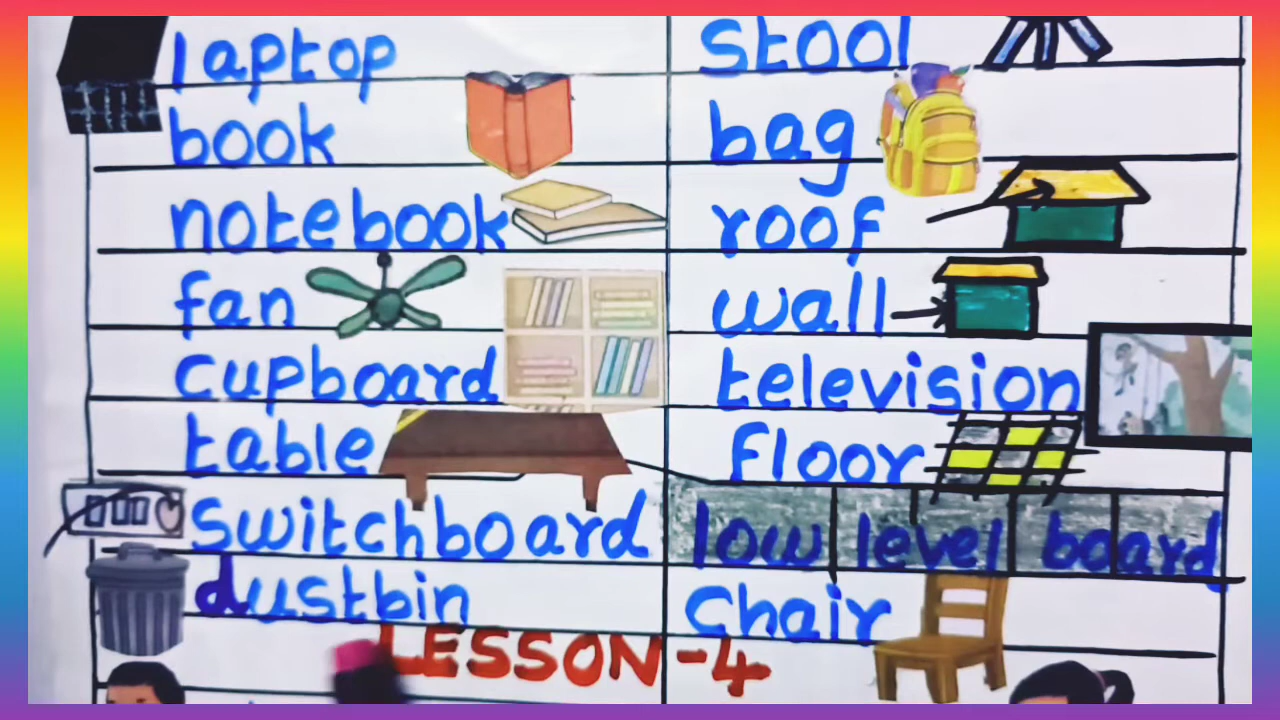 laptop
stool
book
bag
notebook
roof
fan
wall
cupboard
television
table
floor
switchboard
low level board
dustbin
chair
LESSON-4